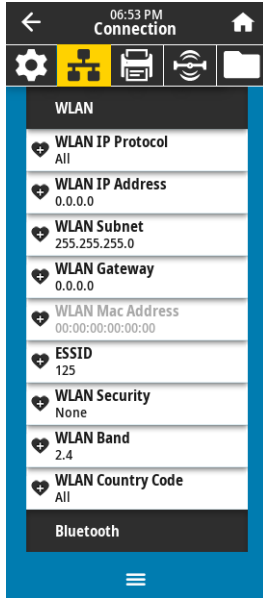 06:53 PM
Connection
WLAN
WLAN IP Protocol
All
WLAN IP Address
0.0.0.0
WLAN Subnet
255.255.255.0
WLAN Gateway
0.0.0.0
WLAN Mac Address
00:00:00:00:00:00
ESSID
125
WLAN Security
None
WLAN Band
2.4
WLAN Country Code
All
Bluetooth